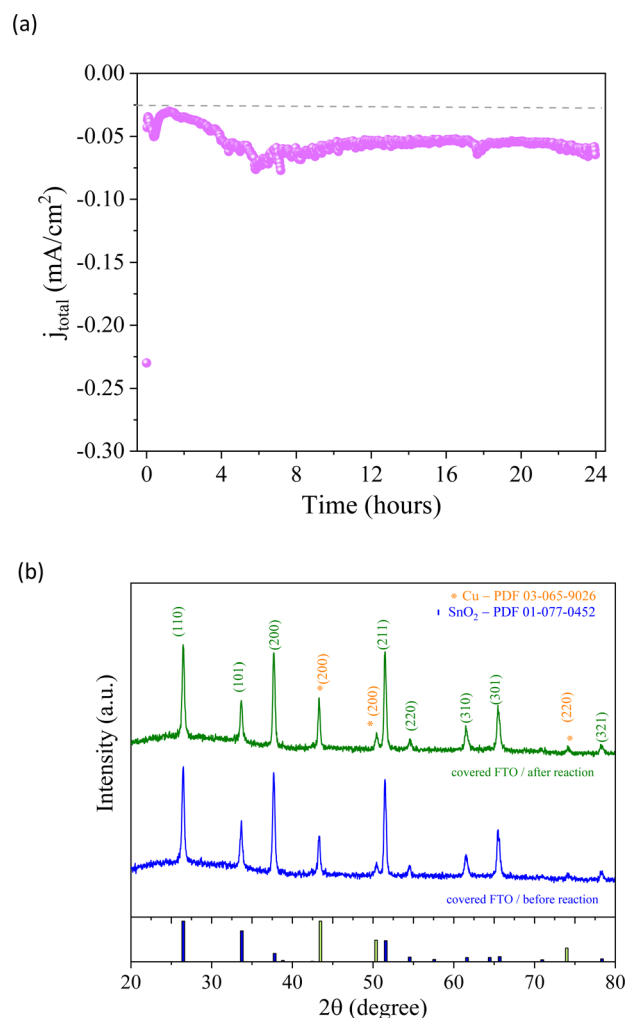 (a)
0.00
-0.05
-0.10
-0.15
-0.20
-0.25
-0.30
j_total (mA/cm²)
0 4 8 12 16 20 24
Time (hours)
(b)
* Cu – PDF 03-065-9026
SnO₂ – PDF 01-077-0452
(110)
(101)
(200)
*(200)
* (200)
(211)
(220)
(310)
(301)
(220)
*
(321)
covered FTO / after reaction
covered FTO / before reaction
Intensity (a.u.)
20 30 40 50 60 70 80
2θ (degree)